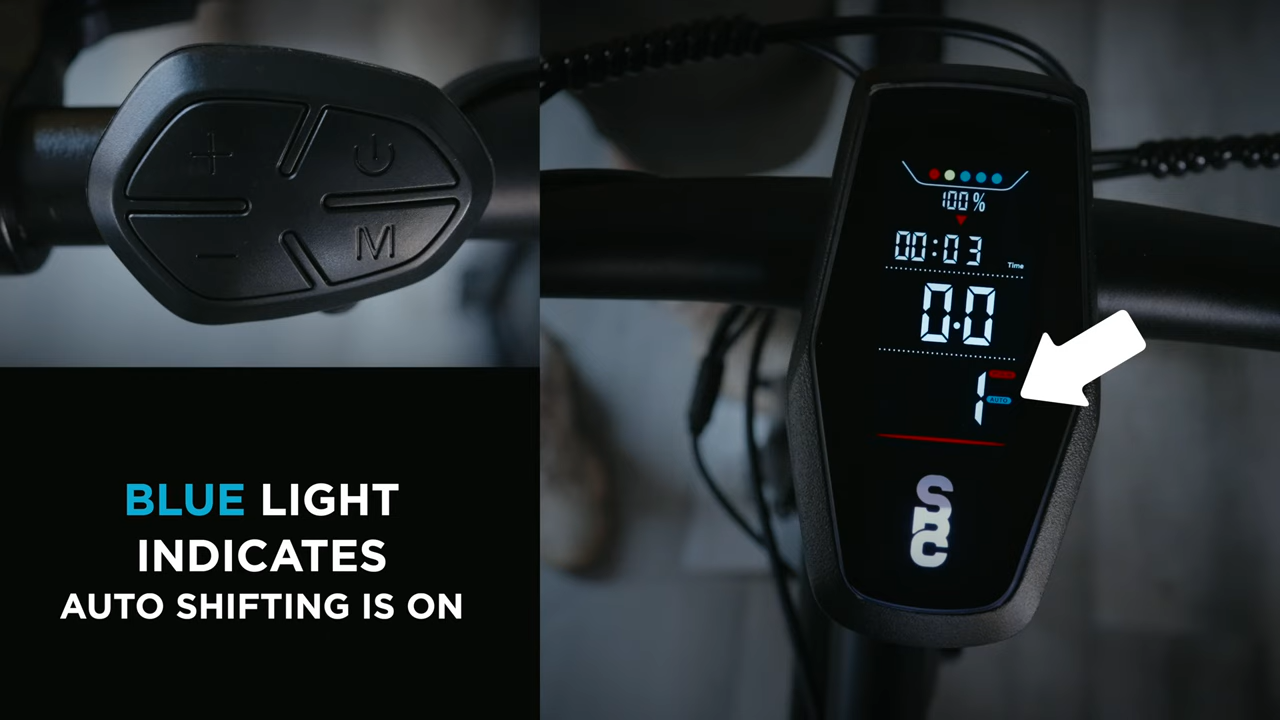 +
−
M
BLUE LIGHT
INDICATES
AUTO SHIFTING IS ON
100%
00:03
Time
0.0
1
AUTO
SBC